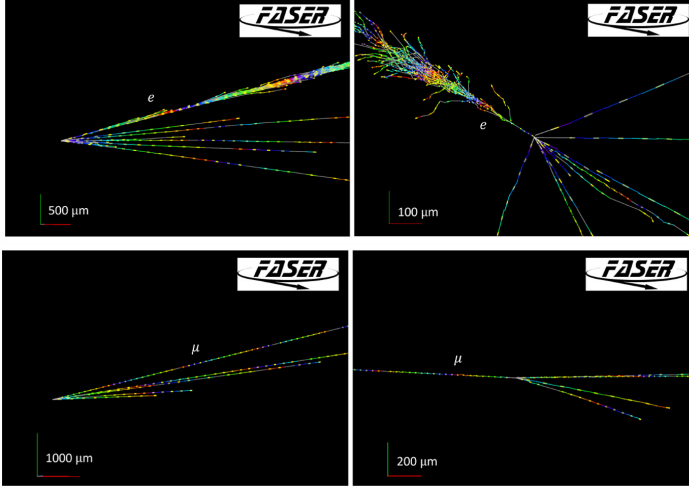 FASER
e
500 μm
FASER
e
100 μm
FASER
μ
1000 μm
FASER
μ
200 μm